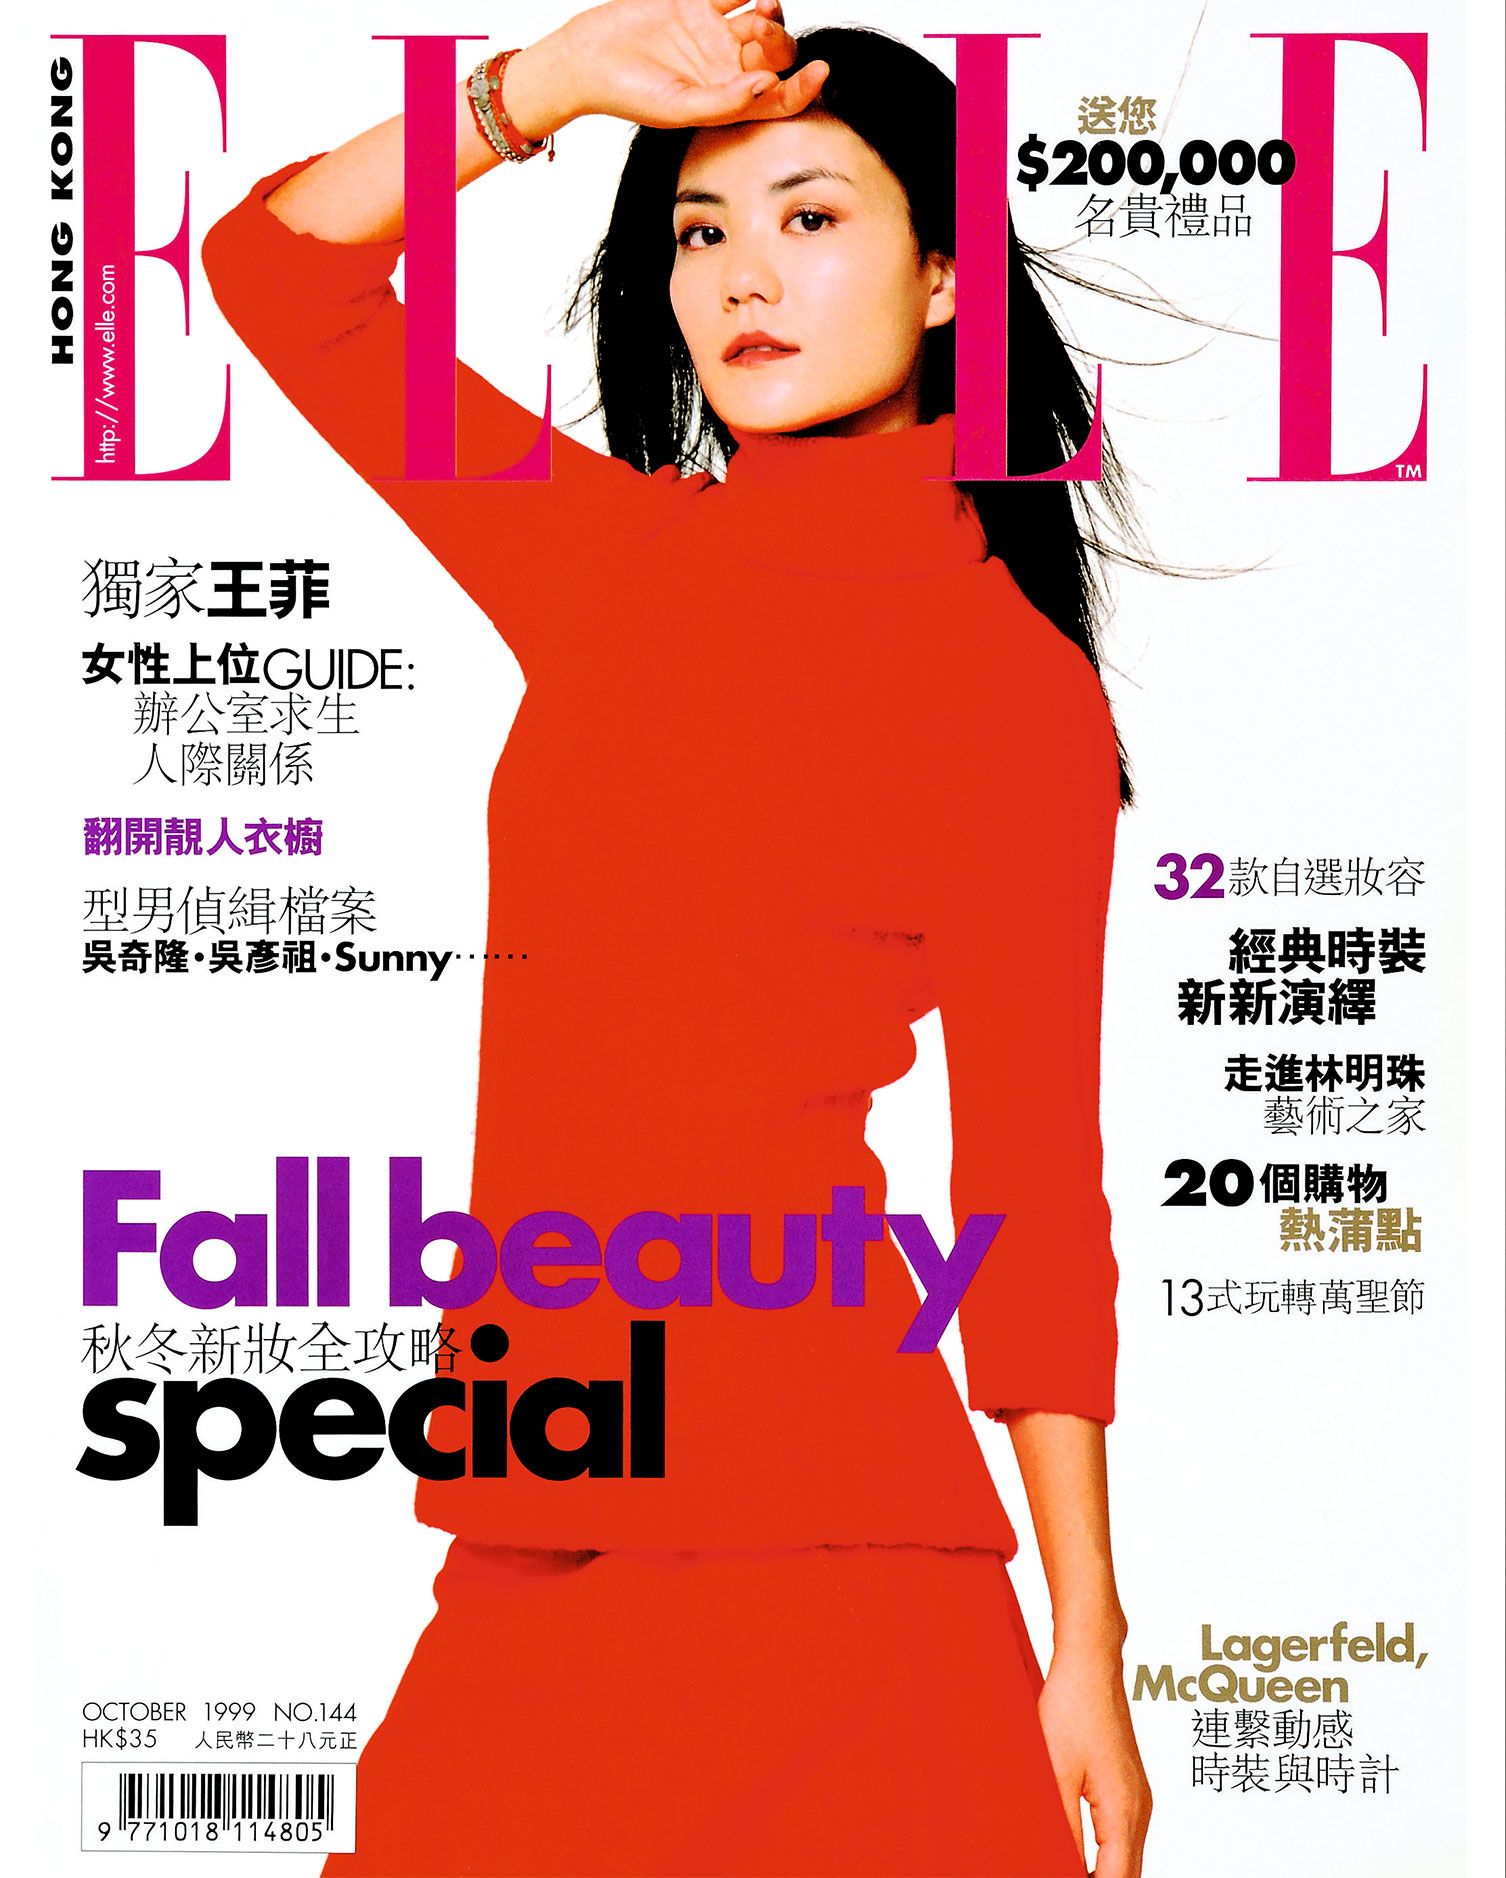 HONG KONG
ELLE
TM
http://www.elle.com
送您
$200,000
名貴禮品
獨家王菲
女性上位GUIDE:
辦公室求生
人際關係
翻開靚人衣櫥
型男偵緝檔案
吳奇隆·吳彥祖·Sunny……
32款自選妝容
經典時裝
新新演繹
走進林明珠
藝術之家
20個購物
熱蒲點
13式玩轉萬聖節
Fall beauty
秋冬新妝全攻略
special
Lagerfeld,
McQueen
連繫動感
時裝與時計
OCTOBER 1999 NO.144
HK$35 人民幣二十八元正
9 771018 114805